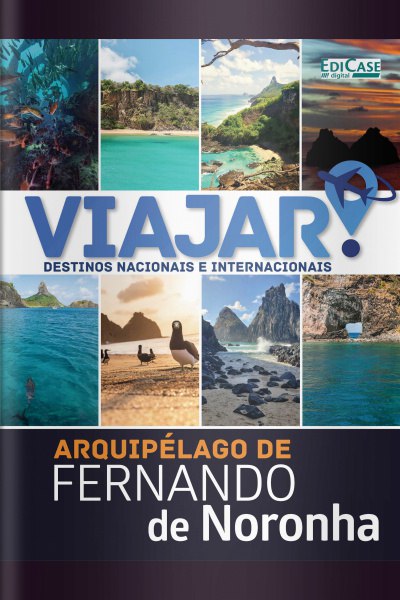 EDICASE
digital
VIAJAR!
DESTINOS NACIONAIS E INTERNACIONAIS
ARQUIPÉLAGO DE
FERNANDO
de Noronha